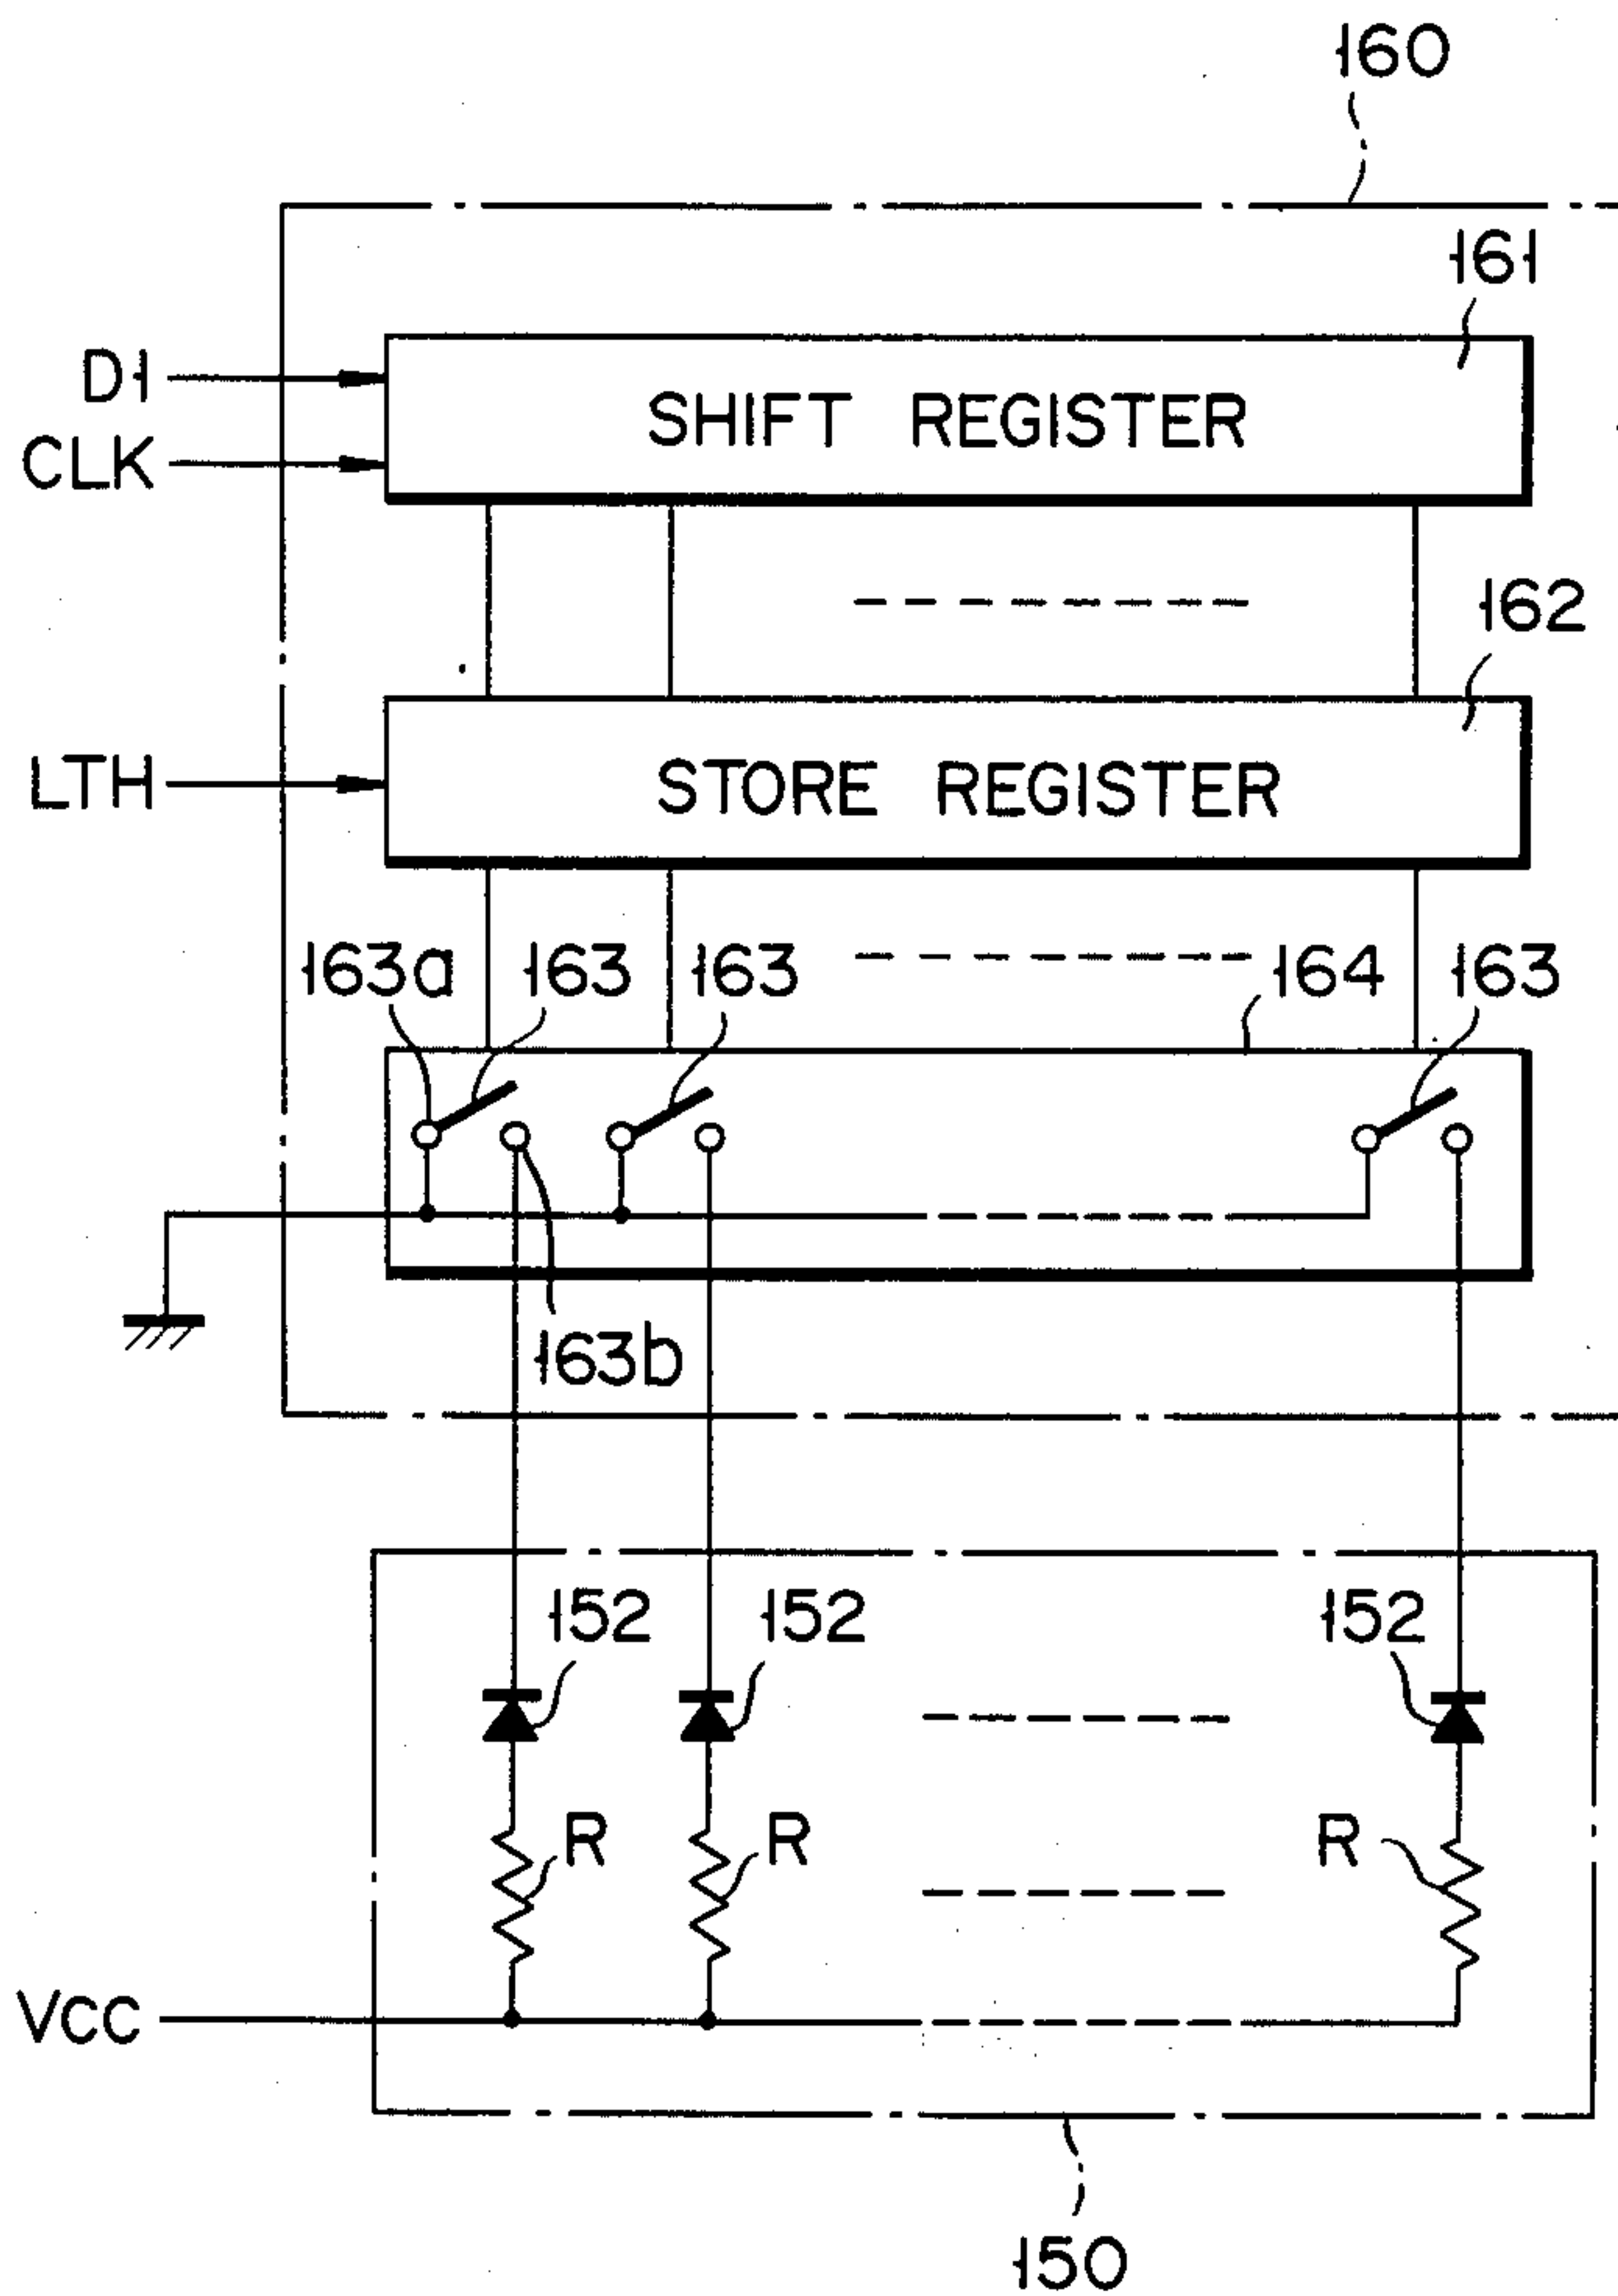 160
161
D1
SHIFT REGISTER
CLK
162
LTH
STORE REGISTER
163a 163 163 164 163
163b
152 152 152
R R R
VCC
150